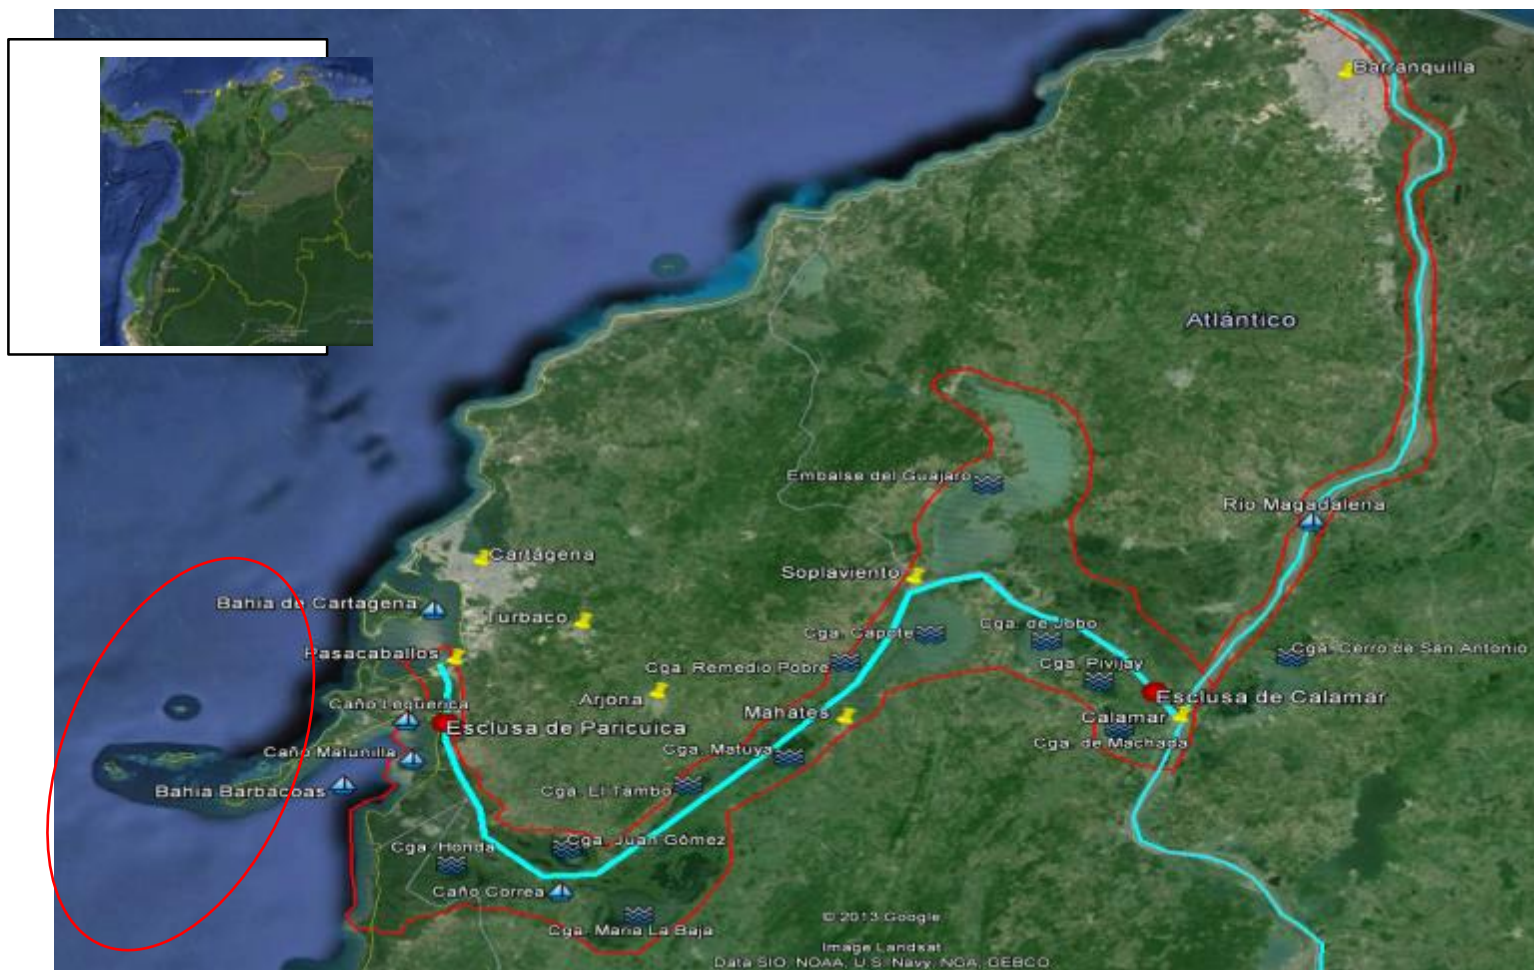 Barranquilla
Atlántico
Embalse del Guajaro
Río Magadalena
Cartagena
Soplaviento
Bahia de Cartagena
Turbaco
Cga. Capote
Cga. de Jobo
Pasacaballos
Cga. Remedio Pobre
Cga. Pivijay
Cga. Cerro de San Antonio
Arjona
Esclusa de Calamar
Caño Lequerica
Mahates
Calamar
Esclusa de Paricuica
Cga. de Machada
Caño Matunilla
Cga. Matuya
Bahia Barbacoas
Cga. El Tambo
Cga. Juan Gómez
Cga. Honda
Caño Correa
Cga. Maria La Baja
© 2013 Google
Image Landsat
Data SIO, NOAA, U.S. Navy, NGA, GEBCO